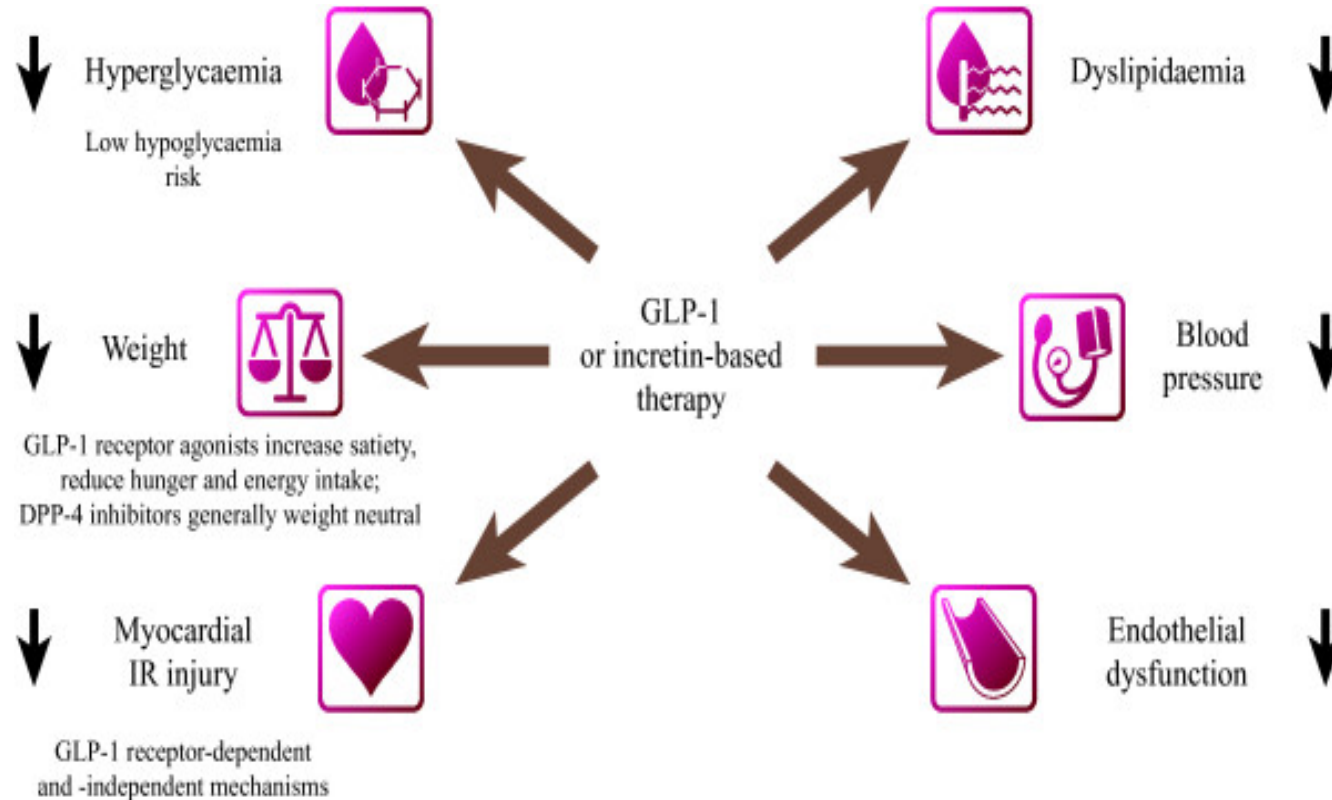 Hyperglycaemia
Low hypoglycaemia
risk
Dyslipidaemia
Weight
GLP-1 receptor agonists increase satiety,
reduce hunger and energy intake;
DPP-4 inhibitors generally weight neutral
GLP-1
or incretin-based
therapy
Blood
pressure
Myocardial
IR injury
GLP-1 receptor-dependent
and -independent mechanisms
Endothelial
dysfunction